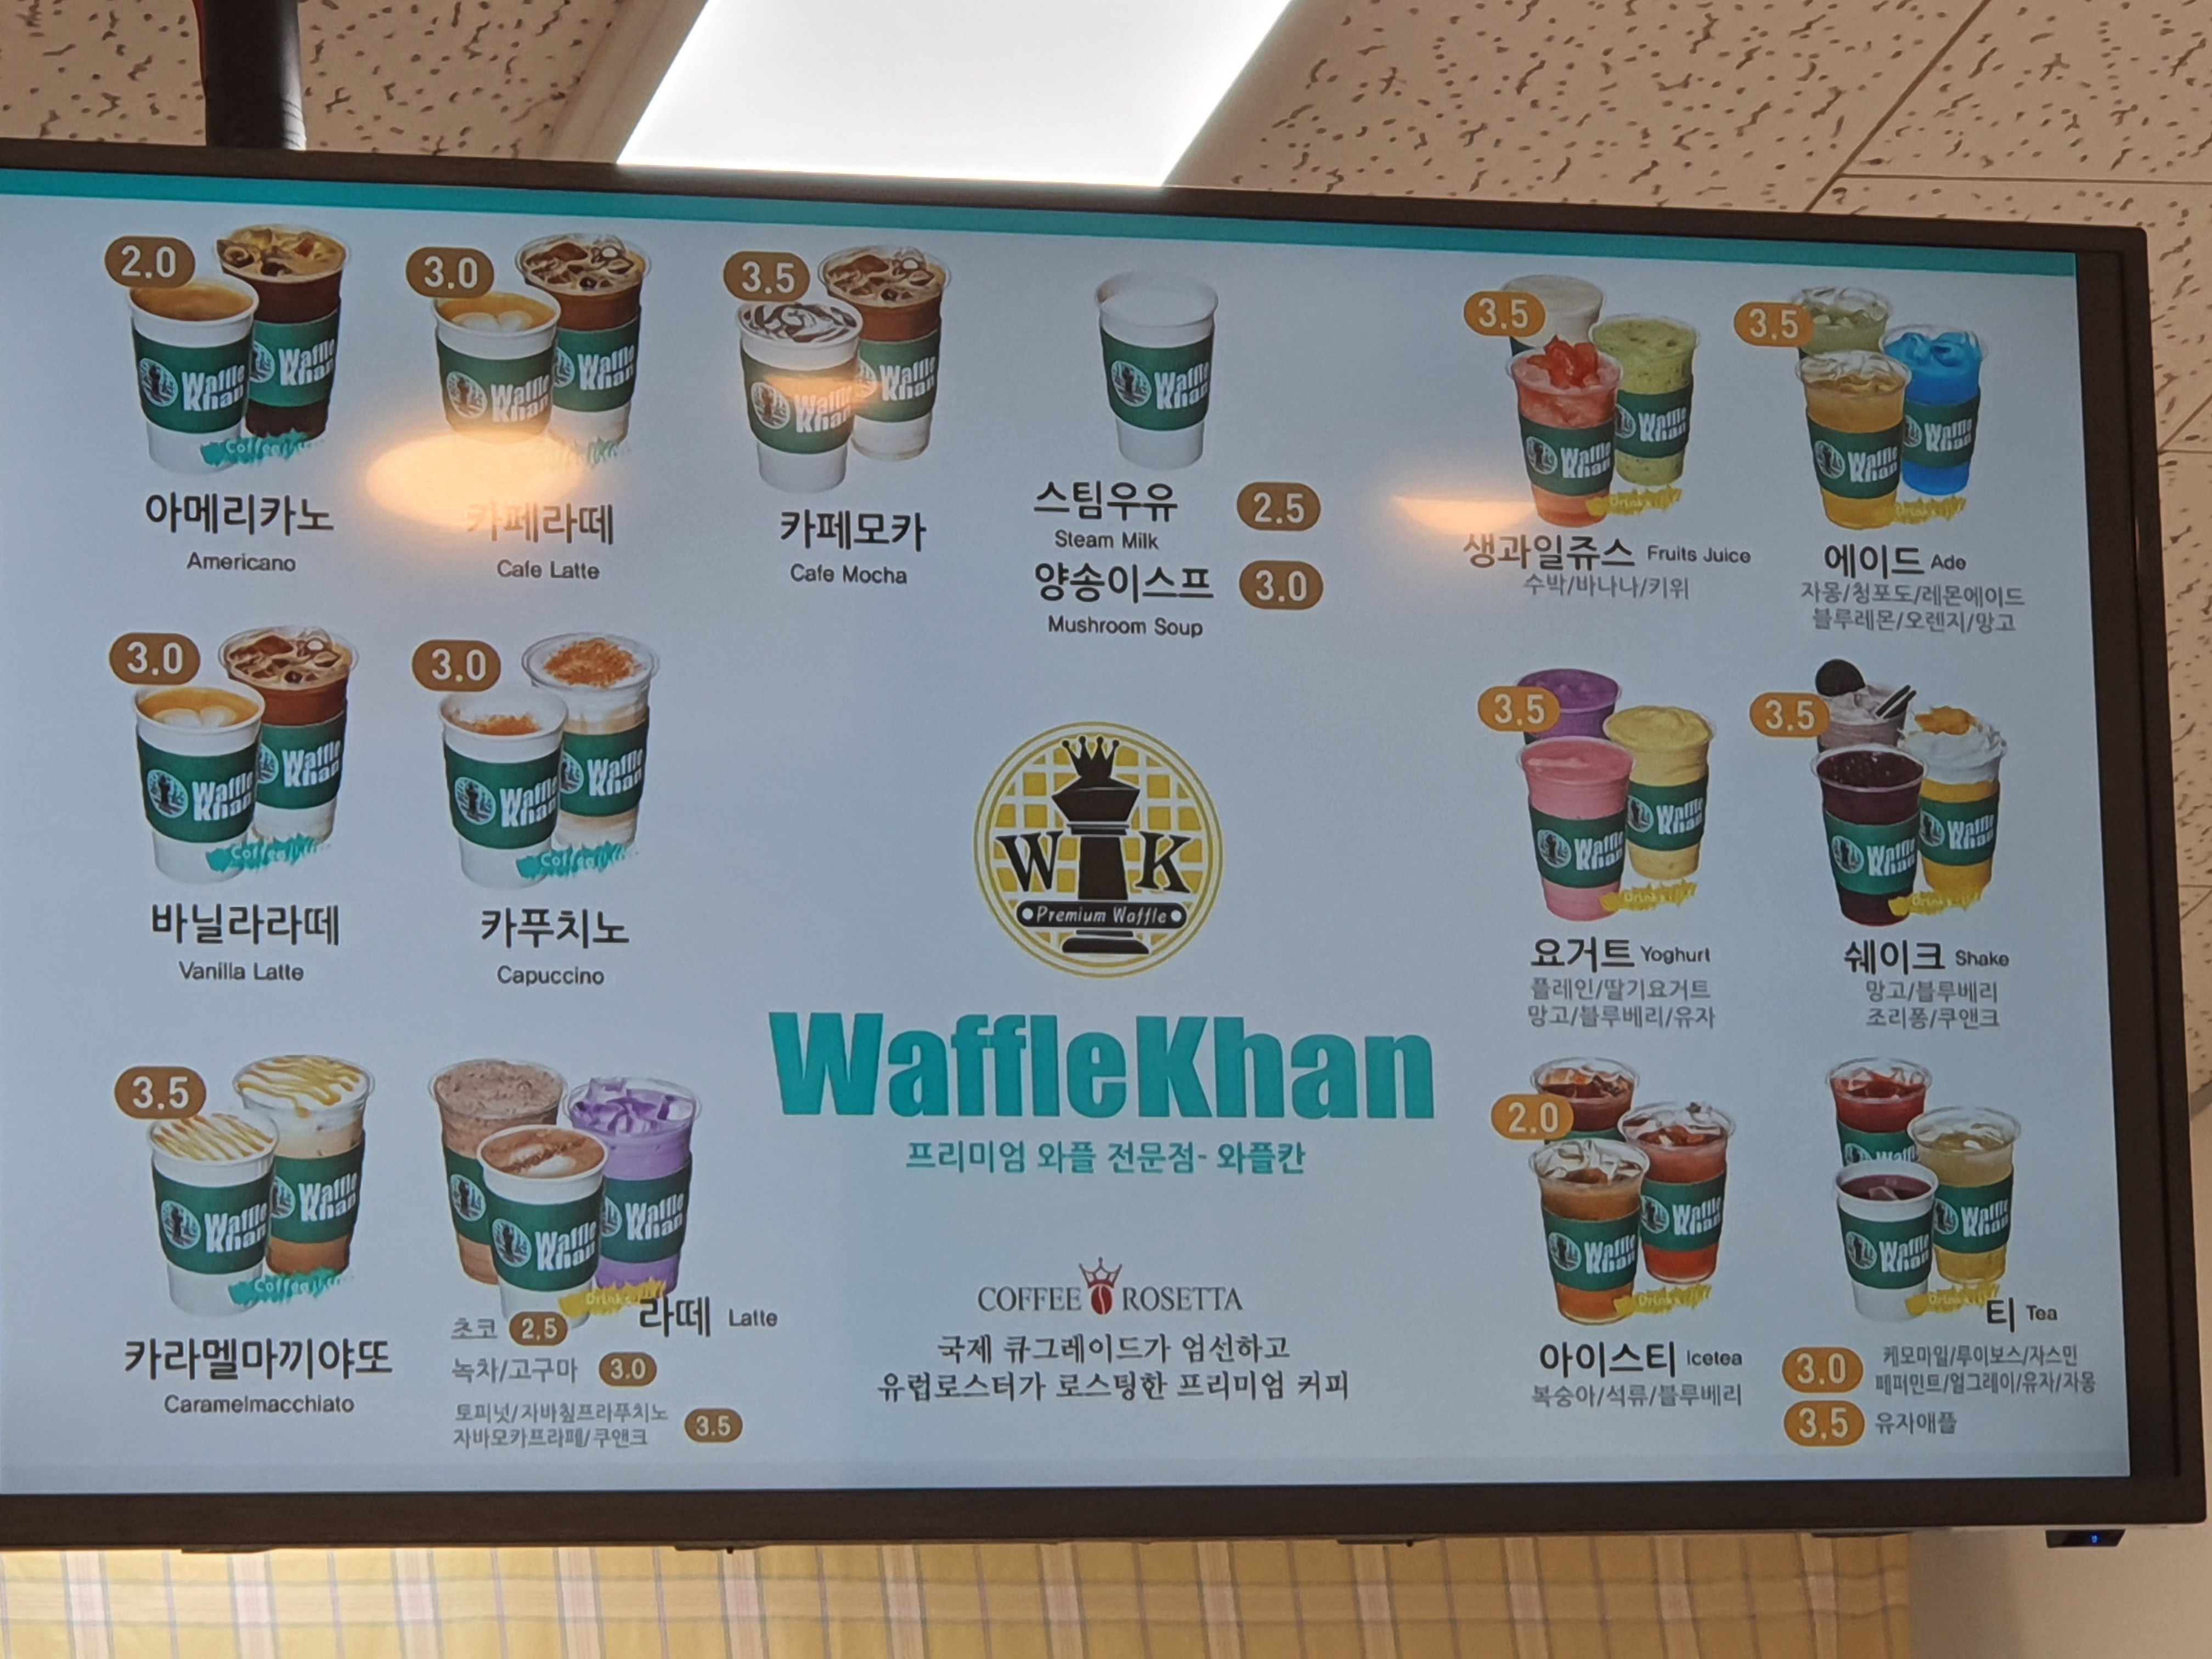 2.0
아메리카노
Americano
3.0
카페라떼
Cafe Latte
3.5
카페모카
Cafe Mocha
스팀우유 2.5
Steam Milk
양송이스프 3.0
Mushroom Soup
3.5
생과일쥬스 Fruits Juice
수박/바나나/키위
3.5
에이드 Ade
자몽/청포도/레몬에이드
블루레몬/오렌지/망고
3.0
바닐라라떼
Vanilla Latte
3.0
카푸치노
Capuccino
W K
Premium Waffle
WaffleKhan
프리미엄 와플 전문점- 와플칸
3.5
요거트 Yoghurt
플레인/딸기요거트
망고/블루베리/유자
3.5
쉐이크 Shake
망고/블루베리
조리퐁/쿠앤크
3.5
카라멜마끼야또
Caramelmacchiato
라떼 Latte
초코 2.5
녹차/고구마 3.0
토피넛/자바칩프라푸치노
자바모카프라페/쿠앤크 3.5
COFFEE ROSETTA
국제 큐그레이드가 엄선하고
유럽로스터가 로스팅한 프리미엄 커피
2.0
아이스티 Icetea
복숭아/석류/블루베리
티 Tea
3.0 케모마일/루이보스/자스민
페퍼민트/얼그레이/유자/자몽
3.5 유자애플
Waffle
Khan
Coffee
Drinks